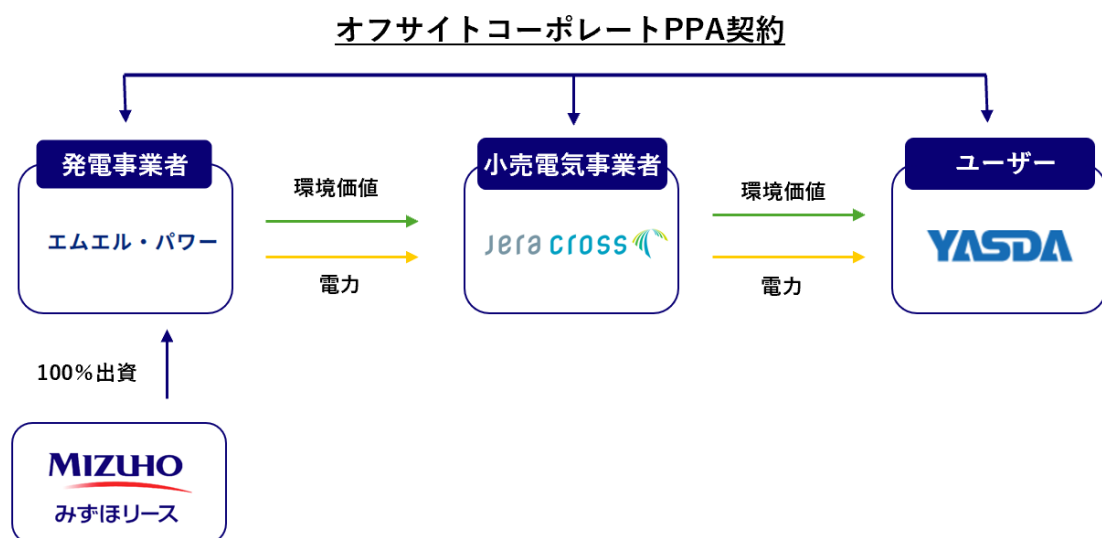 オフサイトコーポレートPPA契約
発電事業者
エムエル・パワー
環境価値
電力
小売電気事業者
Jera cross
環境価値
電力
ユーザー
YASDA
100%出資
MIZUHO
みずほリース